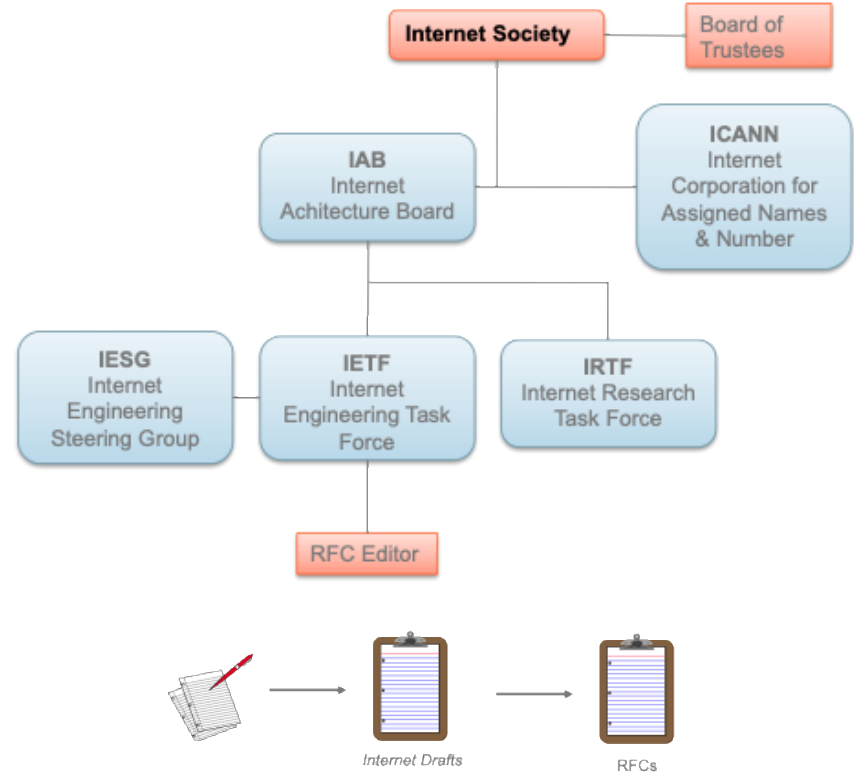 Internet Society
Board of
Trustees
IAB
Internet
Achitecture Board
ICANN
Internet
Corporation for
Assigned Names
& Number
IESG
Internet
Engineering
Steering Group
IETF
Internet
Engineering Task
Force
IRTF
Internet Research
Task Force
RFC Editor
Internet Drafts
RFCs